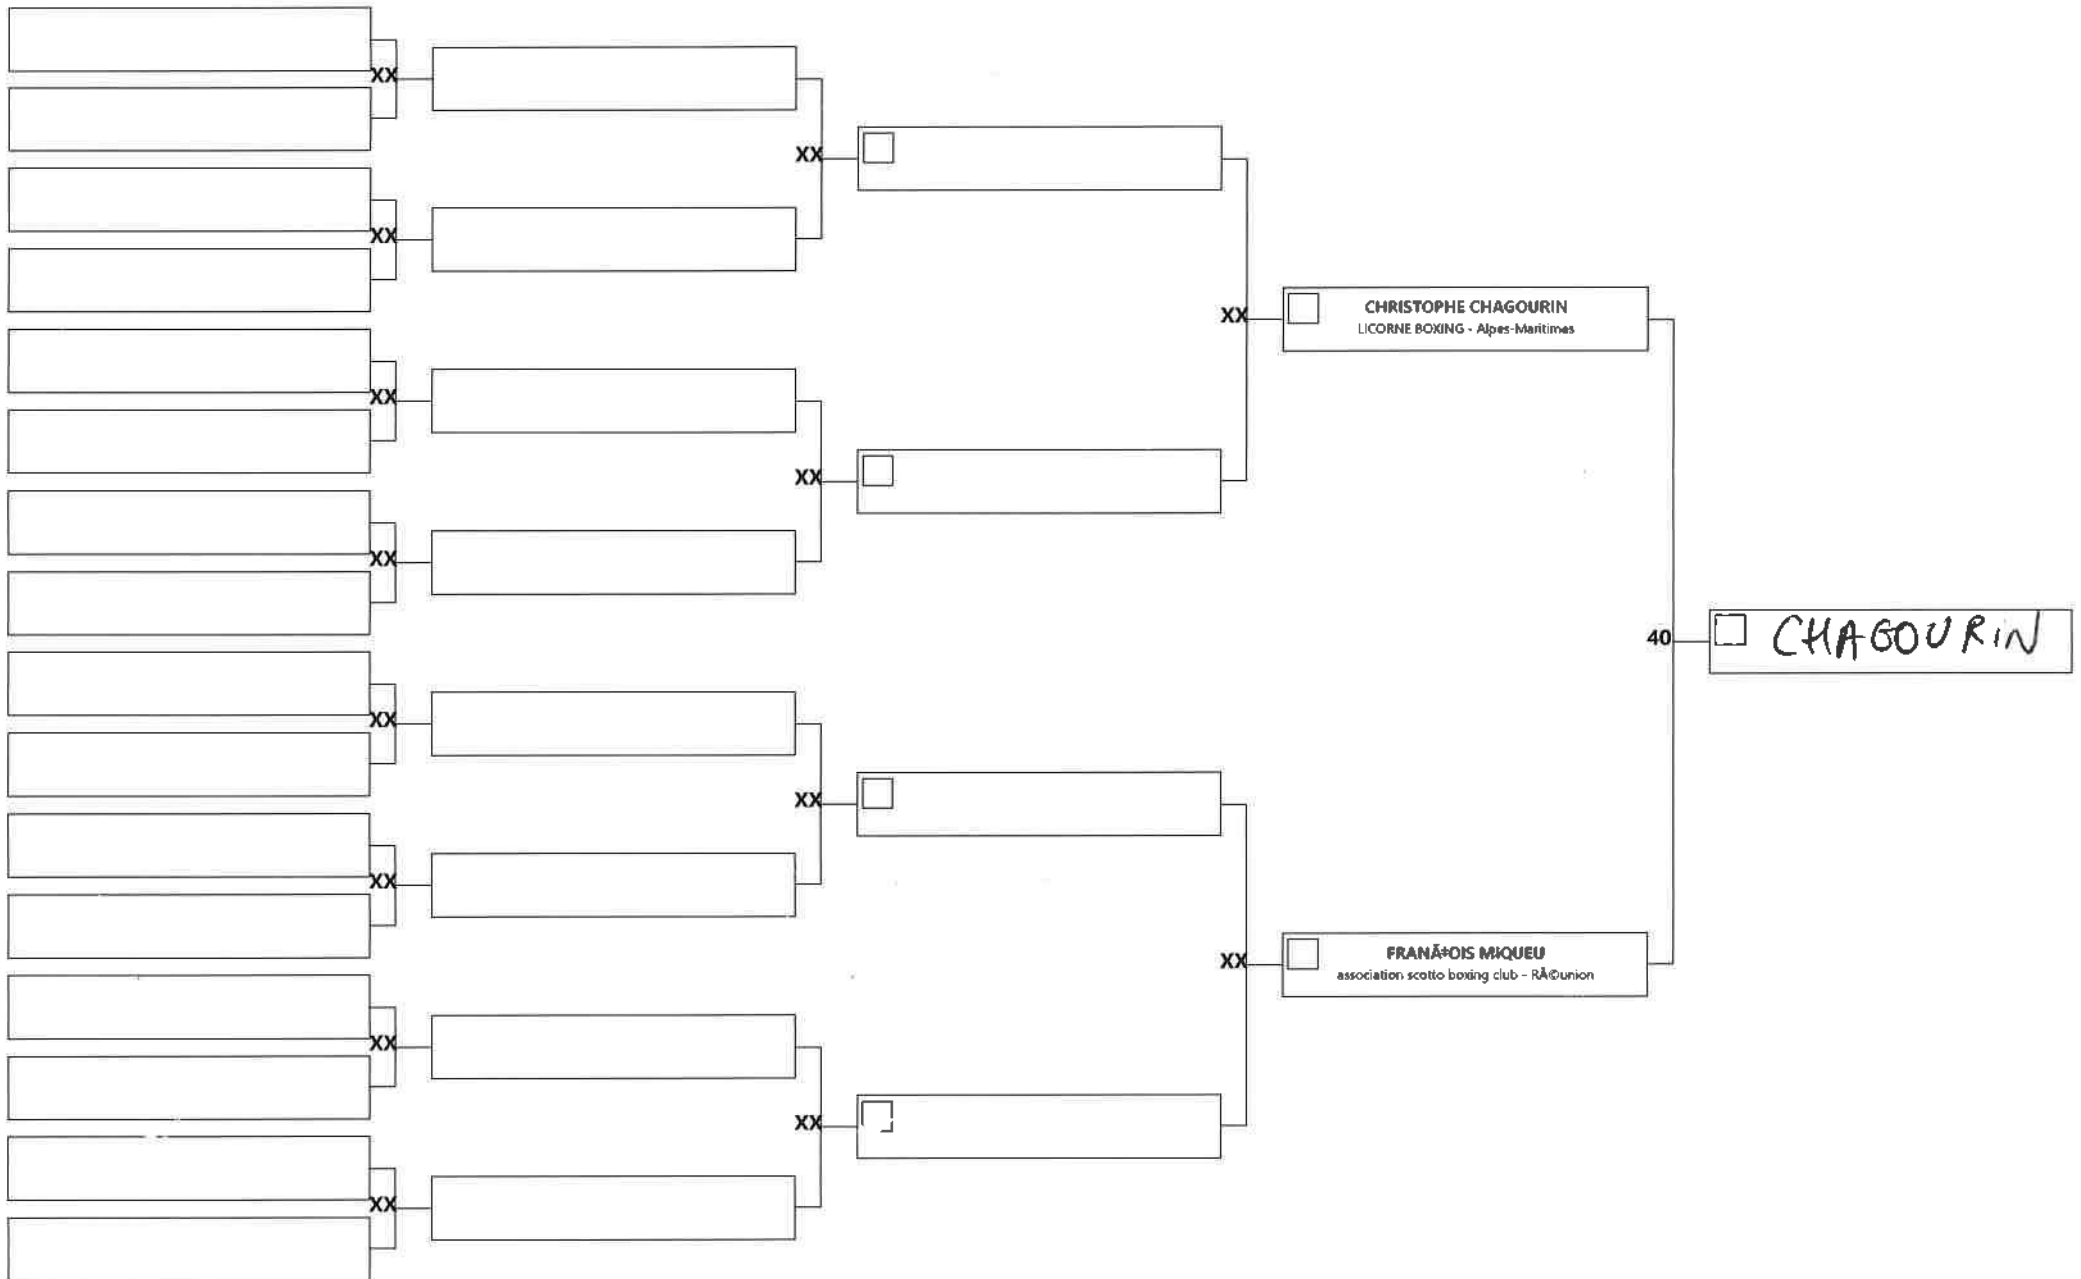 XX
XX
XX
XX
XX
XX
XX
XX
XX
XX
XX
XX
XX
XX
CHRISTOPHE CHAGOURIN
LICORNE BOXING - Alpes-Maritimes
40
CHAGOURIN
FRANÃ‡OIS MIQUEU
association scotto boxing club - RÃ©union